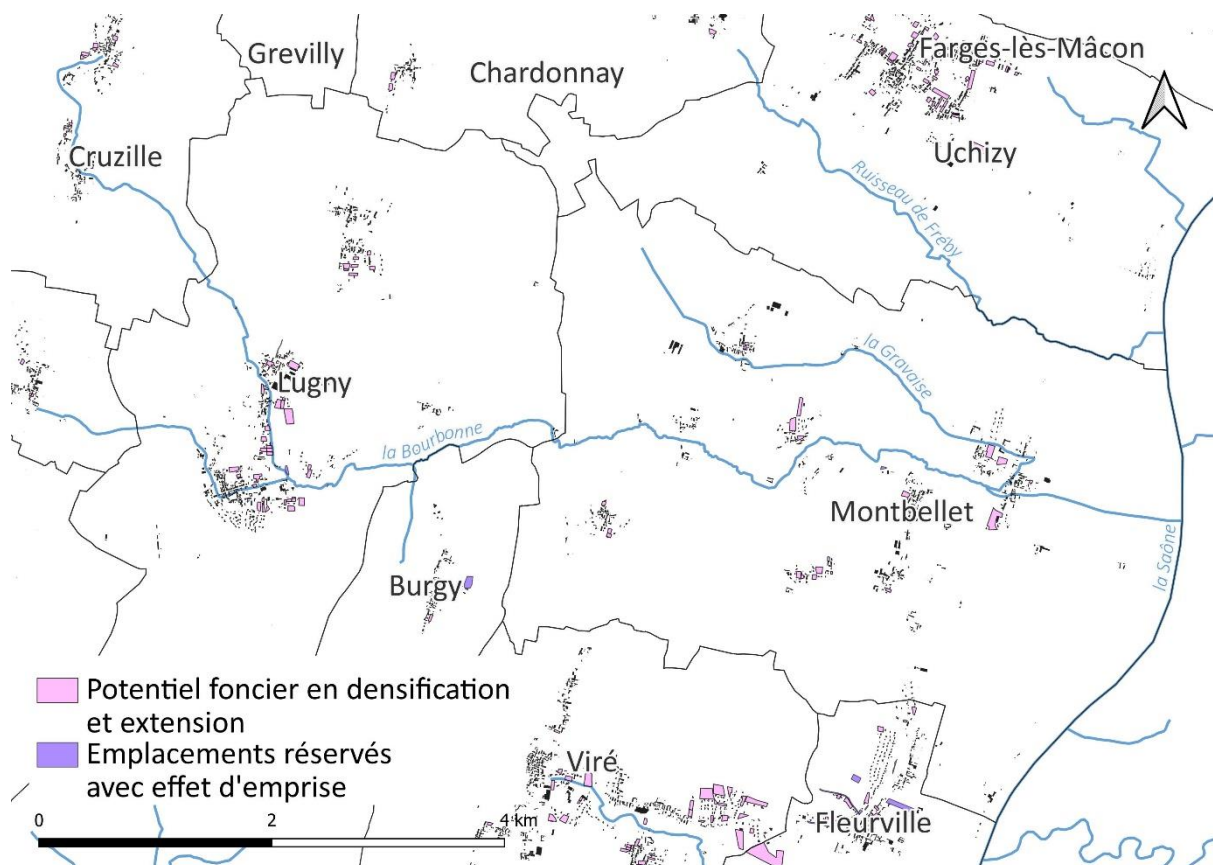 Grevilly
Chardonnay
Farges-lès-Mâcon
Cruzille
Uchizy
Ruisseau de Fréby
la Gravaise
Lugny
la Bourbonne
Montbellet
la Saône
Burgy
Potentiel foncier en densification
et extension
Emplacements réservés
avec effet d'emprise
Viré
Fleurville
0
2
4 km